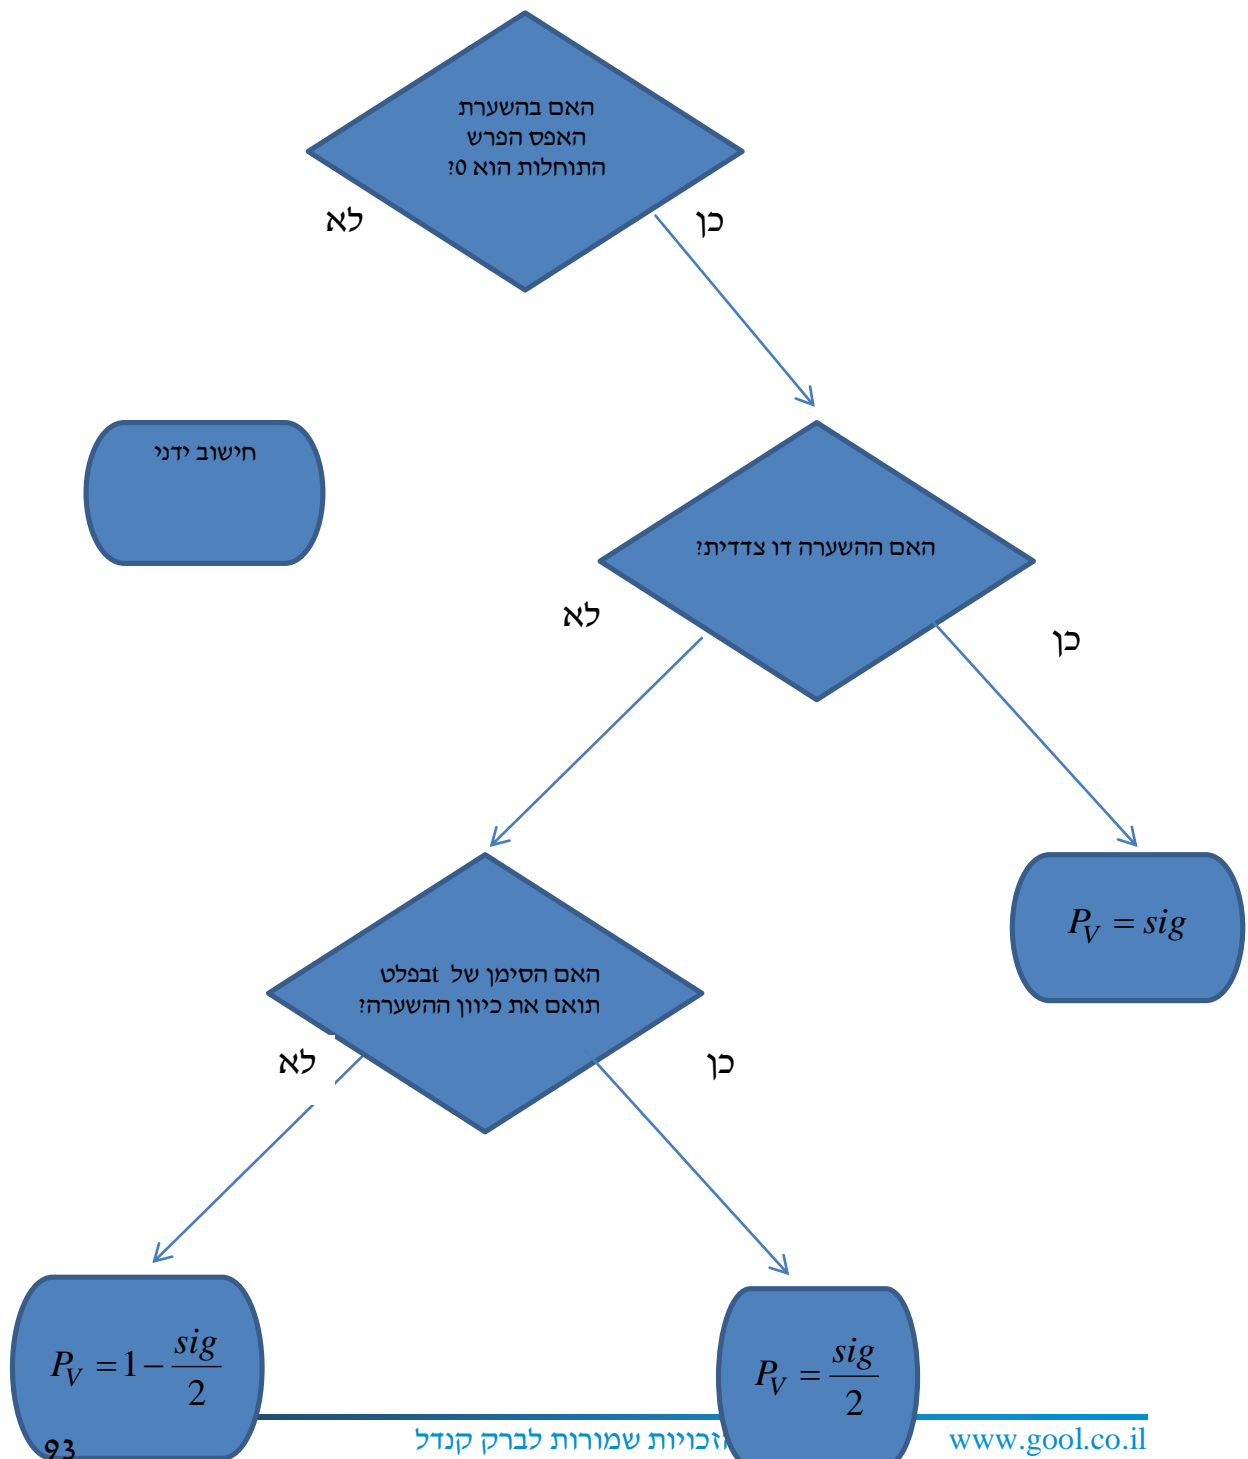 האם בהשערת
האפס הפרש
התוחלות הוא 0?
לא
כן
חישוב ידני
האם ההשערה דו צדדית?
לא
כן
P_V = sig
האם הסימן של tבפלט
תואם את כיוון ההשערה?
לא
כן
P_V = 1 − sig/2
P_V = sig/2
93
זכויות שמורות לברק קנדל
www.gool.co.il